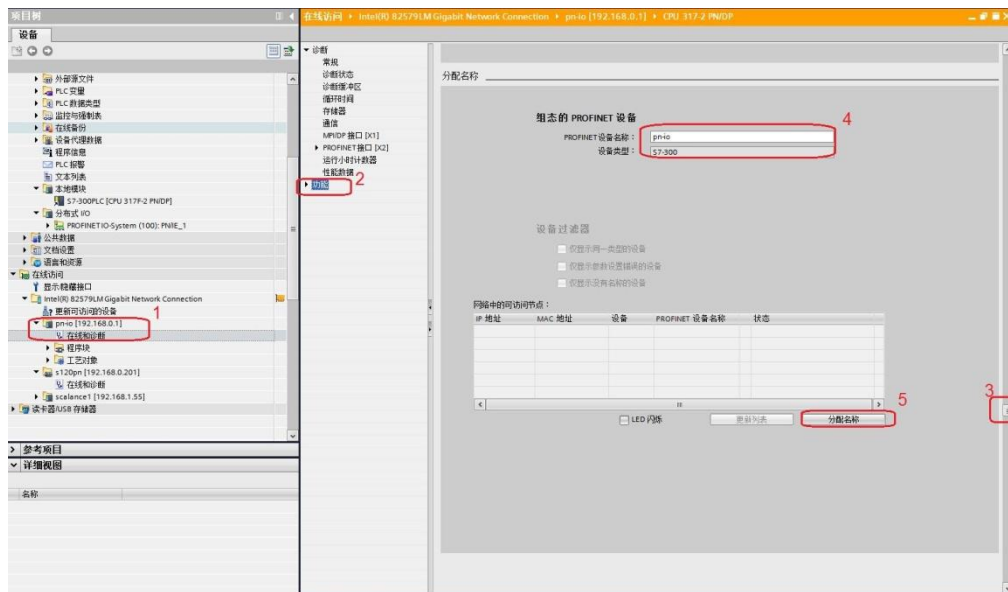 项目树
在线访问 ▸ Intel(R) 82579LM Gigabit Network Connection ▸ pn-io [192.168.0.1] ▸ CPU 317-2 PN/DP
设备
外部源文件
PLC 变量
PLC 数据类型
监控与强制表
在线备份
设备代理数据
程序信息
PLC 报警
文本列表
本地模块
S7-300PLC [CPU 317F-2 PN/DP]
分布式 I/O
PROFINET IO-System (100): PN/IE_1
公共数据
文档设置
语言和资源
在线访问
显示/隐藏接口
Intel(R) 82579LM Gigabit Network Connection
更新可访问的设备
1
pn-io [192.168.0.1]
在线和诊断
程序块
工艺对象
s120pn [192.168.0.201]
在线和诊断
scalance1 [192.168.1.55]
读卡器/USB 存储器
参考项目
详细视图
名称
诊断
常规
诊断状态
诊断缓冲区
循环时间
存储器
通信
MPI/DP 接口 [X1]
PROFINET 接口 [X2]
运行小时计数器
性能数据
功能
2
分配名称
组态的 PROFINET 设备
4
PROFINET 设备名称: pn-io
设备类型: S7-300
设备过滤器
仅显示同一类型的设备
仅显示参数设置错误的设备
仅显示没有名称的设备
网络中的可访问节点:
IP 地址 MAC 地址 设备 PROFINET 设备名称 状态
3
5
LED 闪烁 更新列表 分配名称